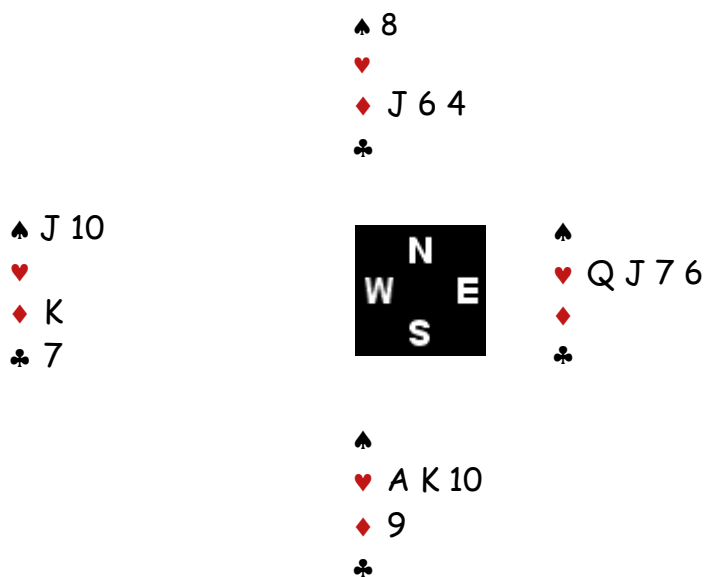 ♠ 8
♥
♦ J 6 4
♣
♠ J 10
♥
♦ K
♣ 7
N
W E
S
♠
♥ Q J 7 6
♦
♣
♠
♥ A K 10
♦ 9
♣